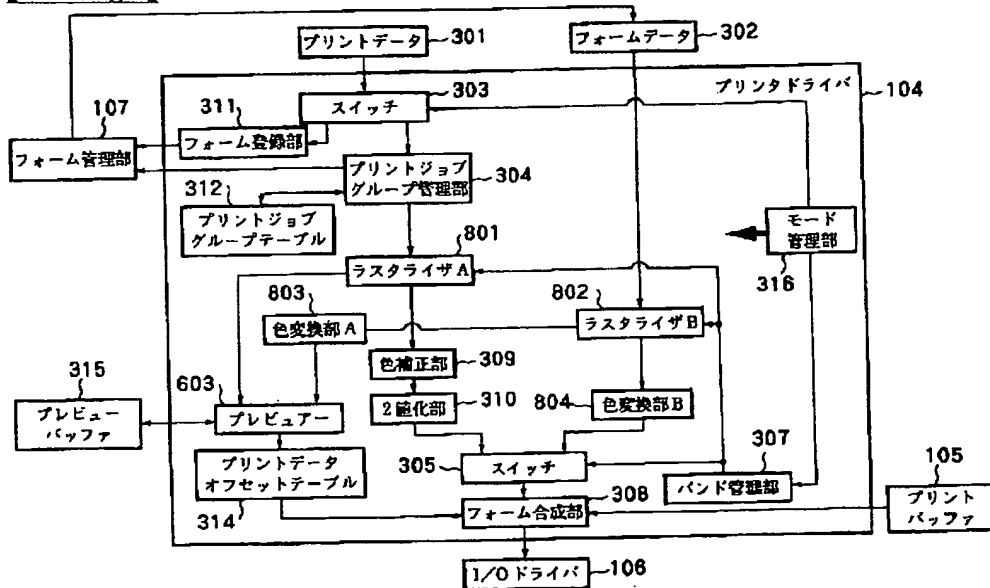 プリントデータ 301
フォームデータ 302
プリンタドライバ 104
303
スイッチ
311
フォーム登録部
107
フォーム管理部
プリントジョブ
グループ管理部 304
312
プリントジョブ
グループテーブル
モード
管理部
316
801
ラスタライザA
803
色変換部A
802
ラスタライザB
色補正部 309
315
プレビュー
バッファ
603
プレビュアー
2値化部 310
804 色変換部B
305 スイッチ
307
バンド管理部
105
プリント
バッファ
プリントデータ
オフセットテーブル
314
308
フォーム合成部
I/Oドライバ 106